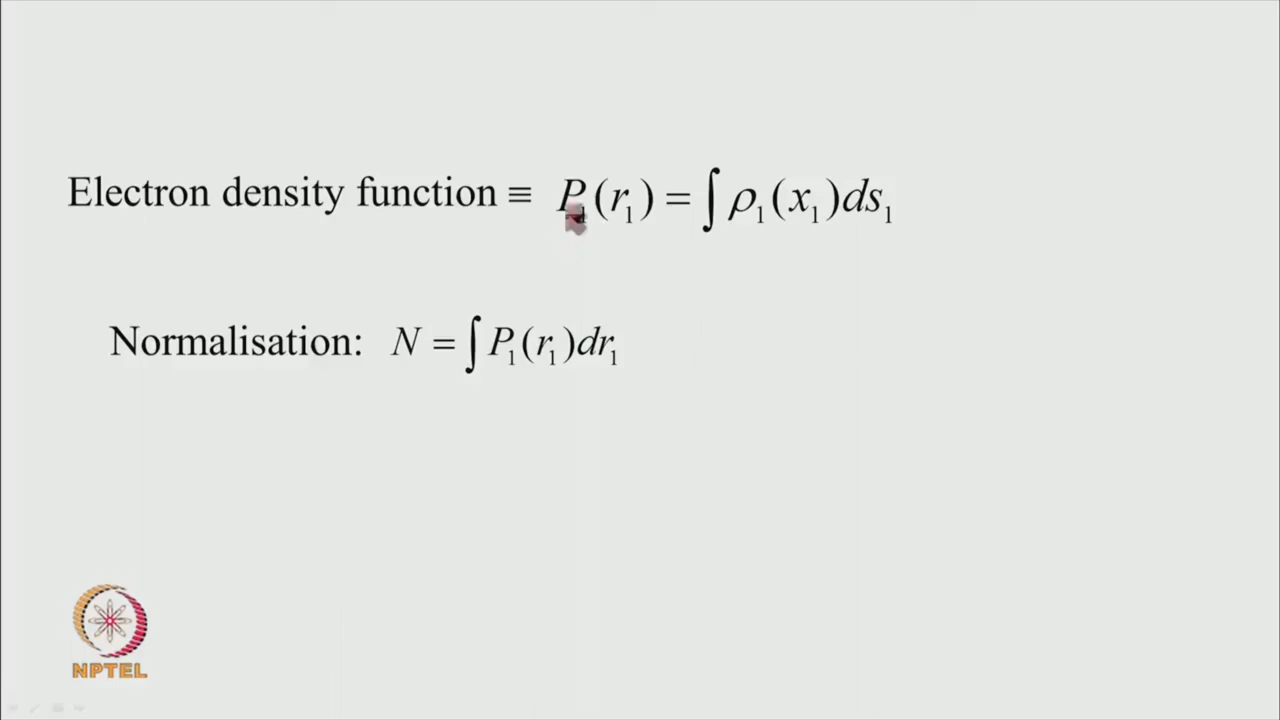 Electron density function ≡ P₁(r₁) = ∫ρ₁(x₁)ds₁
Normalisation: N = ∫P₁(r₁)dr₁
NPTEL